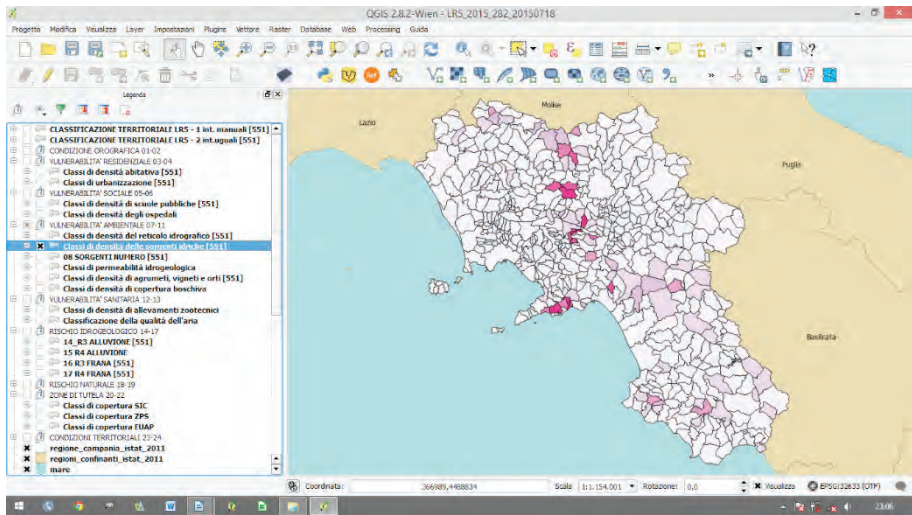 QGIS 2.8.2-Wien - LR5_2015_282_20150718
Progetto Modifica Visualizza Layer Impostazioni Plugins Vettore Raster Database Web Processing Guida
Legenda
CLASSIFICAZIONE TERRITORIALE LR5 - 1 int. manuali [551]
CLASSIFICAZIONE TERRITORIALE LR5 - 2 int.uguali [551]
CONDIZIONE OROGRAFICA 01-02
VULNERABILITA' RESIDENZIALE 03-04
Classi di densità abitativa [551]
Classi di urbanizzazione [551]
VULNERABILITA' SOCIALE 05-06
Classi di densità di scuole pubbliche [551]
Classi di densità degli ospedali
VULNERABILITA' AMBIENTALE 07-11
Classi di densità del reticolo idrografico [551]
Classi di densità delle sorgenti idriche [551]
08 SORGENTI NUMERO [551]
Classi di permeabilità idrogeologica
Classi di densità di agrumeti, vigneti e orti [551]
Classi di densità di copertura boschiva
VULNERABILITA' SANITARIA 12-13
Classi di densità di allevamenti zootecnici
Classificazione della qualità dell'aria
RISCHIO IDROGEOLOGICO 14-17
14_R3 ALLUVIONE [551]
15 R4 ALLUVIONE
16 R3 FRANA [551]
17 R4 FRANA [551]
RISCHIO NATURALE 18-19
ZONE DI TUTELA 20-22
Classi di copertura SIC
Classi di copertura ZPS
Classi di copertura EUAP
CONDIZIONI TERRITORIALI 23-24
regione_campania_istat_2011
regioni_confinanti_istat_2011
mare
Lazio
Molise
Puglia
Basilicata
Coordinata: 366989,4488834 Scala 1:1.154.001 Rotazione: 0,0 Visualizza EPSG:32633 (OTF)
23:06